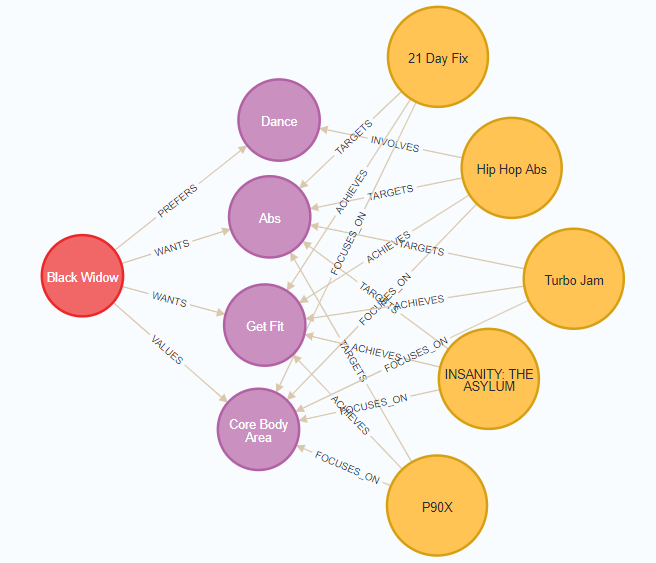 21 Day Fix
Dance
INVOLVES
TARGETS
Hip Hop Abs
PREFERS
ACHIEVES
TARGETS
Abs
WANTS
FOCUSES_ON
ACHIEVES
TARGETS
Black Widow
Turbo Jam
WANTS
TARGETS
FOCUSES_ON
ACHIEVES
Get Fit
VALUES
TARGETS
ACHIEVES
FOCUSES_ON
INSANITY: THE
ASYLUM
FOCUSES_ON
Core Body
Area
ACHIEVES
FOCUSES_ON
P90X